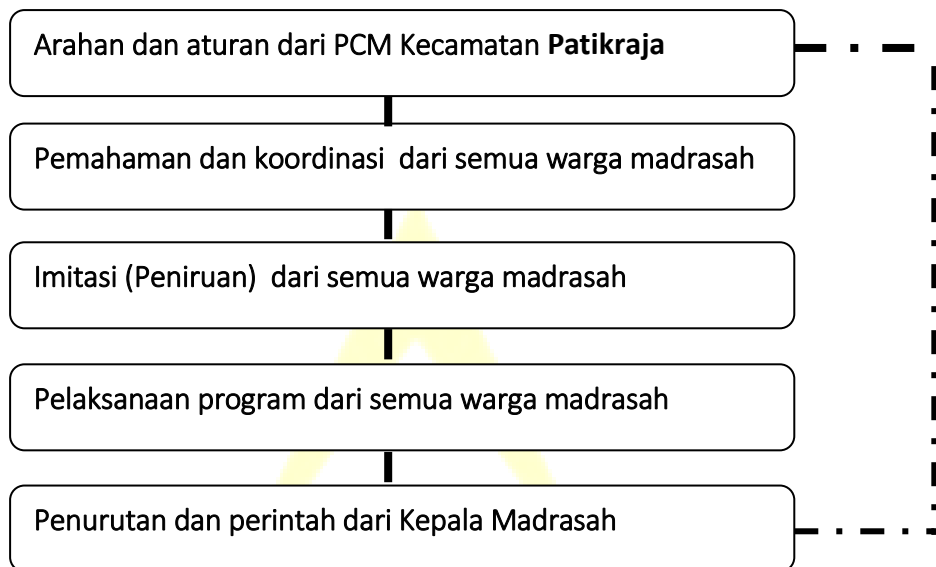 Arahan dan aturan dari PCM Kecamatan Patikraja
Pemahaman dan koordinasi dari semua warga madrasah
Imitasi (Peniruan) dari semua warga madrasah
Pelaksanaan program dari semua warga madrasah
Penurutan dan perintah dari Kepala Madrasah